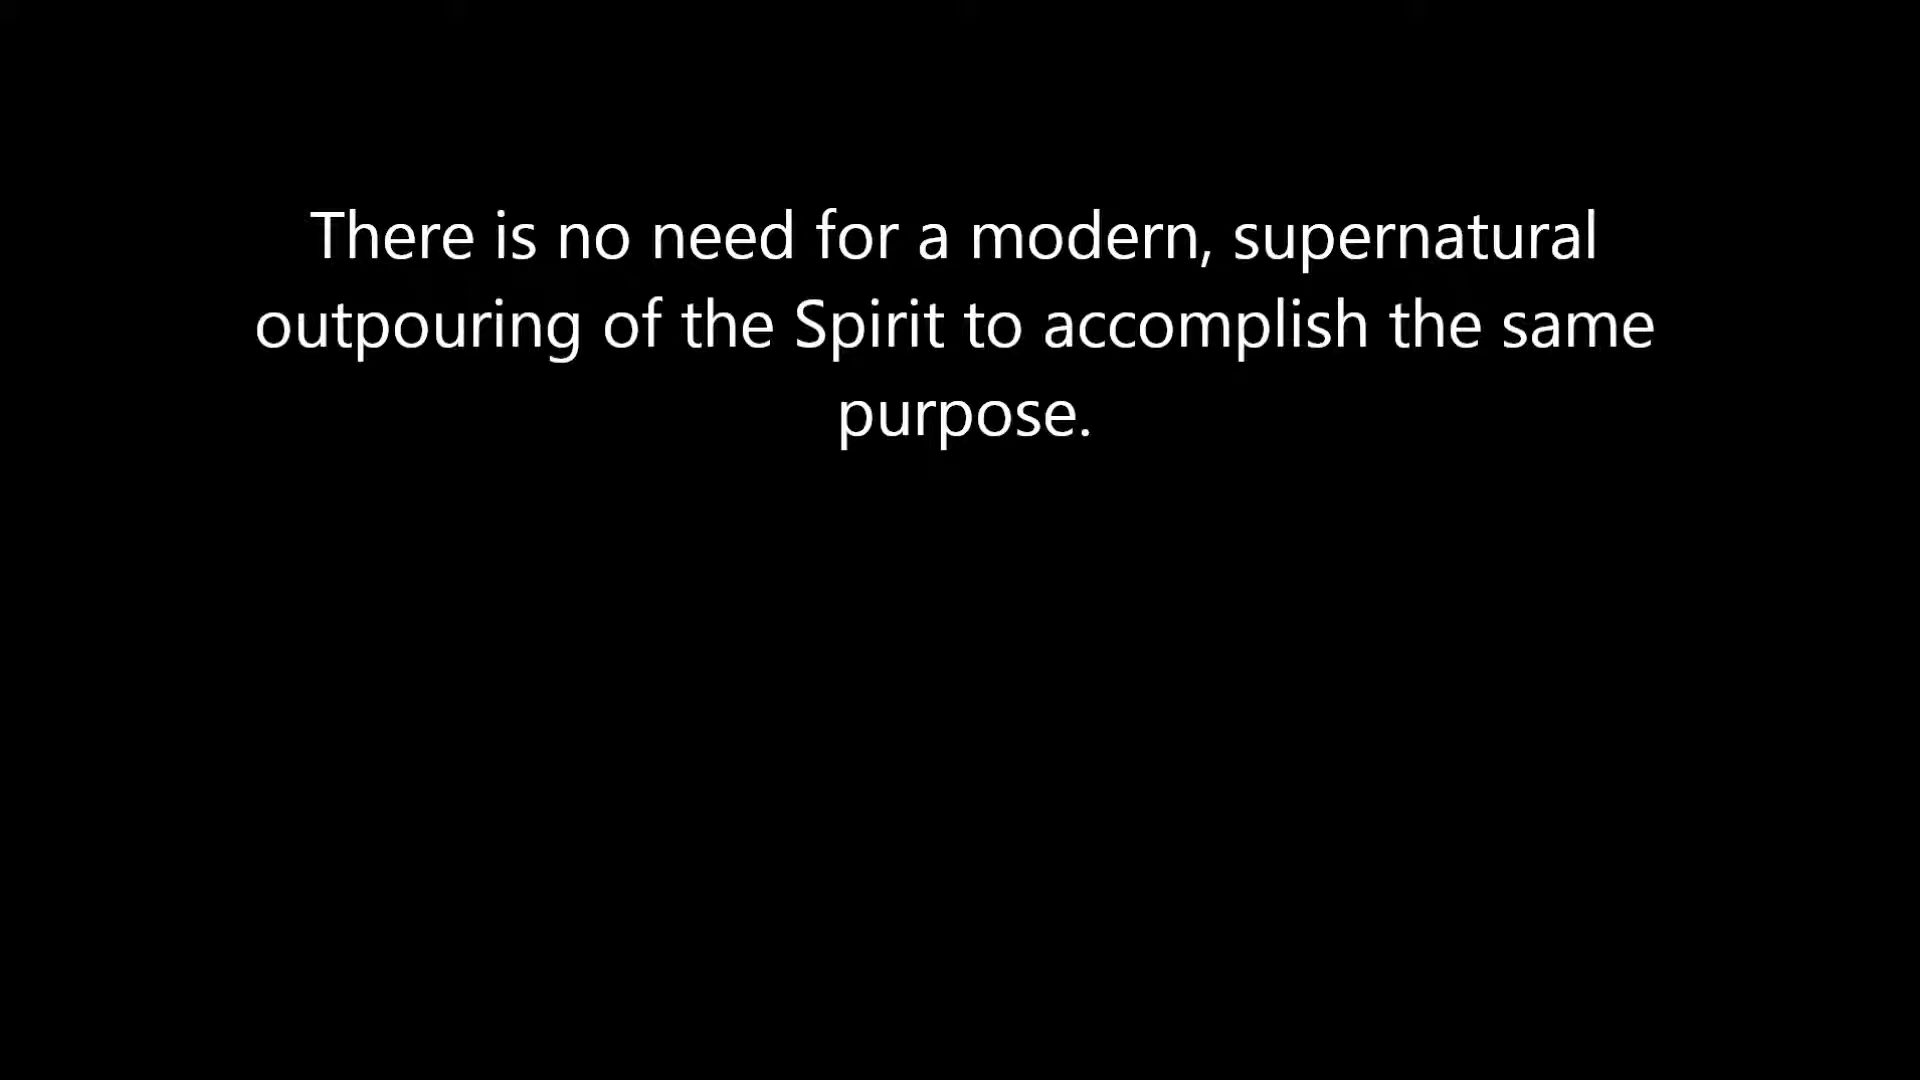 There is no need for a modern, supernatural
outpouring of the Spirit to accomplish the same
purpose.